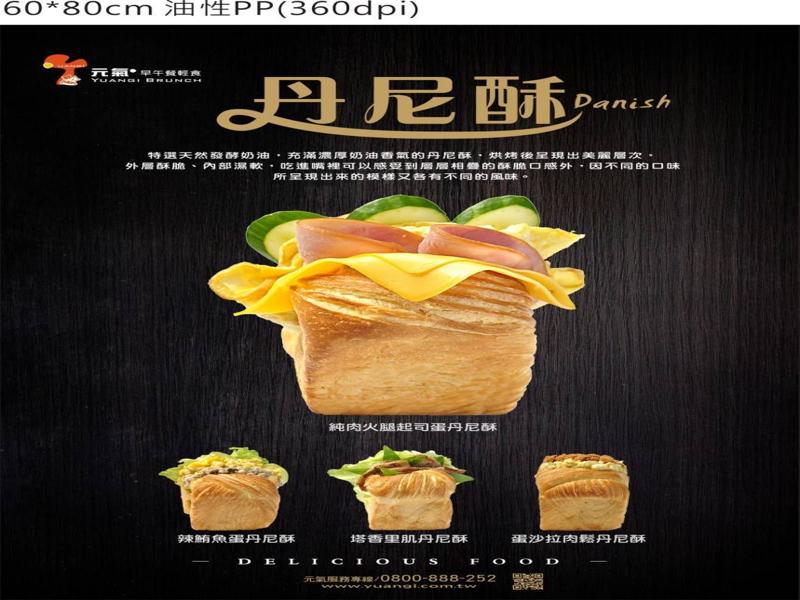 60*80cm 油性PP(360dpi)
元氣 早午餐輕食
YUANGI BRUNCH
丹尼酥 Danish
特選天然發酵奶油，充滿濃厚奶油香氣的丹尼酥，烘烤後呈現出美麗層次，
外層酥脆、內部濕軟，吃進嘴裡可以感受到層層相疊的酥脆口感外，因不同的口味
所呈現出來的模樣又各有不同的風味。
純肉火腿起司蛋丹尼酥
辣鮪魚蛋丹尼酥
塔香里肌丹尼酥
蛋沙拉肉鬆丹尼酥
DELICIOUS FOOD
元氣服務專線/0800-888-252
www.yuangi.com.tw